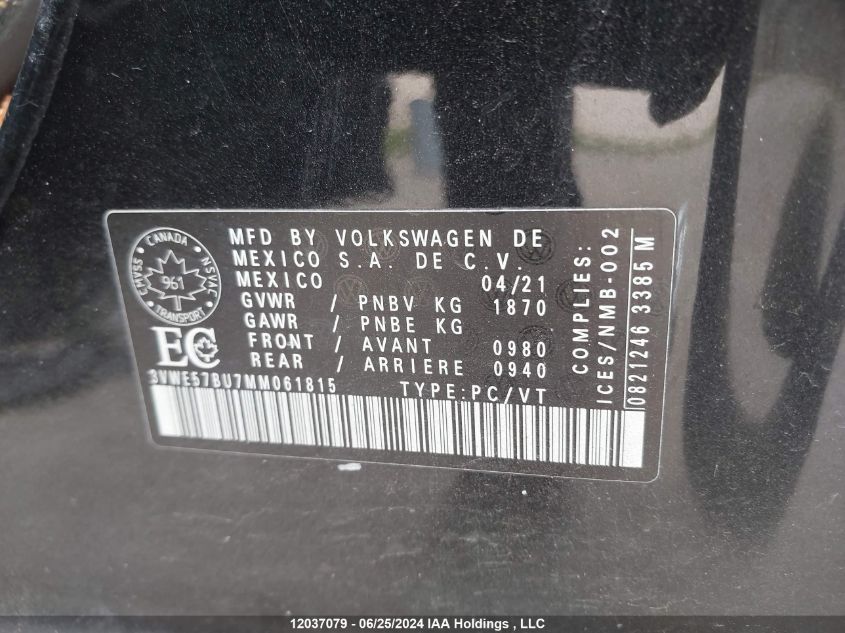 CANADA
CMVSS NSVAC
961
TRANSPORT
EC
MFD BY VOLKSWAGEN DE
MEXICO S.A. DE C.V.
MEXICO 04/21
GVWR / PNBV KG 1870
GAWR / PNBE KG
FRONT / AVANT 0980
REAR / ARRIERE 0940
3VWE57BU7MM061815 TYPE:PC/VT
COMPLIES:
ICES/NMB-002
0821246 3385 M
12037079 - 06/25/2024 IAA Holdings , LLC